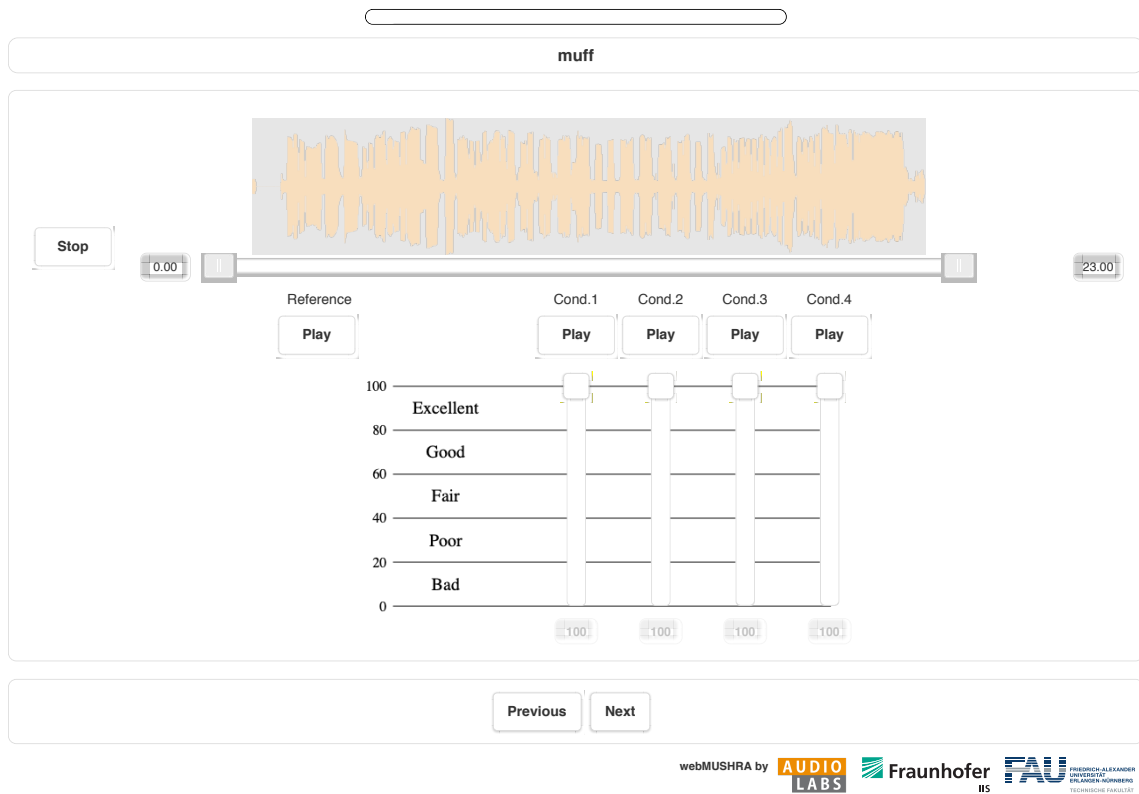 muff
Stop
0.00
23.00
Reference
Cond.1
Cond.2
Cond.3
Cond.4
Play
Play
Play
Play
Play
100
Excellent
80
Good
60
Fair
40
Poor
20
Bad
0
100
100
100
100
Previous
Next
webMUSHRA by
AUDIO
LABS
Fraunhofer
IIS
FAU
FRIEDRICH-ALEXANDER
UNIVERSITÄT
ERLANGEN-NÜRNBERG
TECHNISCHE FAKULTÄT